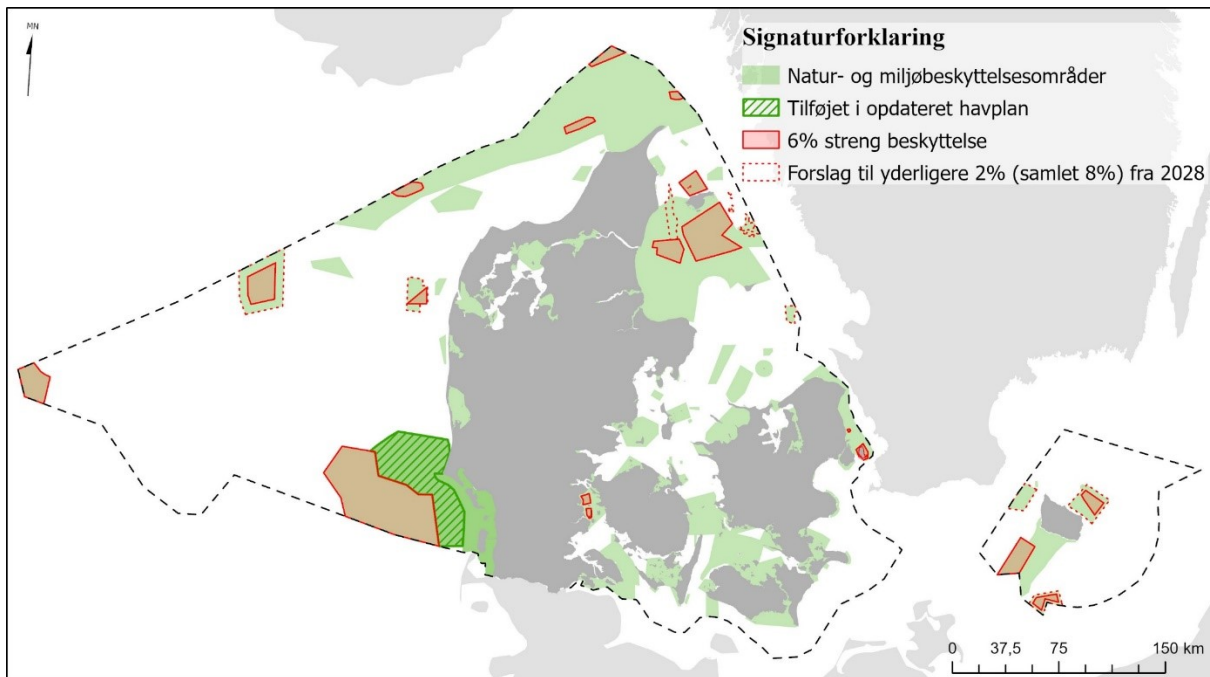 MN
Signaturforklaring
Natur- og miljøbeskyttelsesområder
Tilføjet i opdateret havplan
6% streng beskyttelse
Forslag til yderligere 2% (samlet 8%) fra 2028
0 37,5 75 150 km